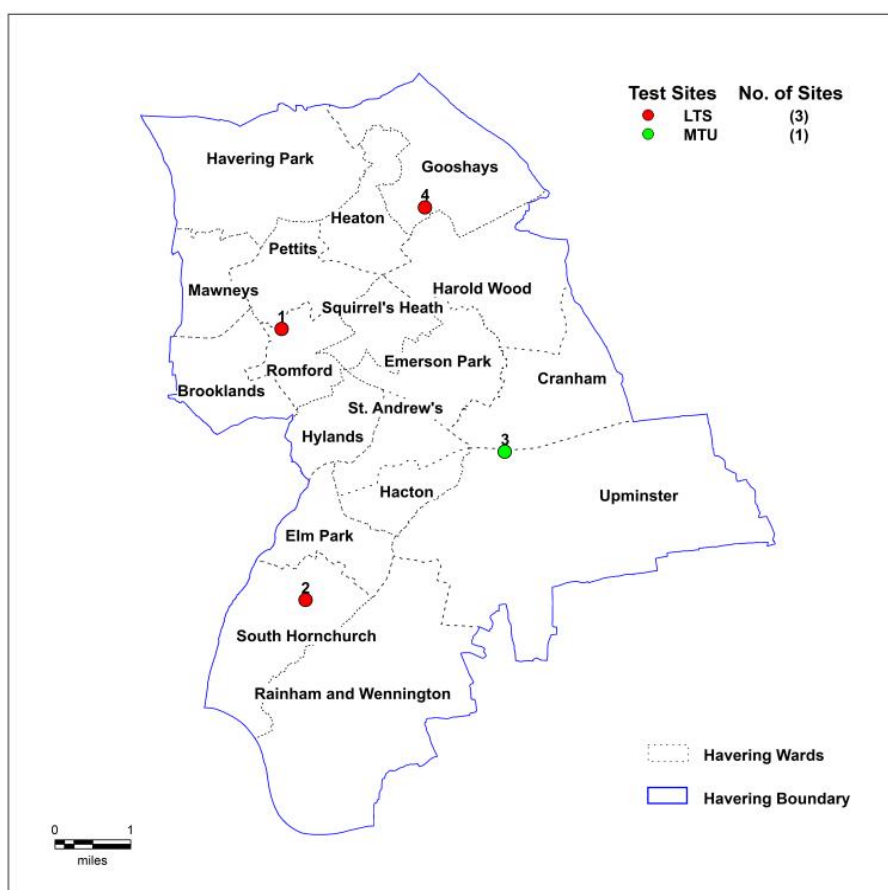 Test Sites No. of Sites
LTS (3)
MTU (1)
Havering Park
Gooshays
4
Heaton
Pettits
Mawneys
Harold Wood
Squirrel's Heath
1
Emerson Park
Romford
Cranham
Brooklands
St. Andrew's
Hylands
3
Hacton
Upminster
Elm Park
2
South Hornchurch
Rainham and Wennington
Havering Wards
Havering Boundary
0 1
miles